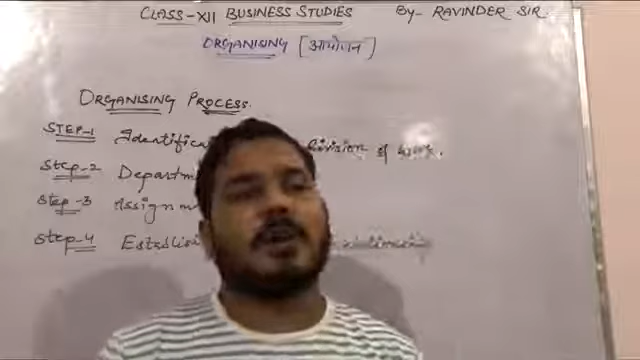 CLASS-XII BUSINESS STUDIES By- RAVINDER SIR.
ORGANISING [आयोजन]
ORGANISING PROCESS.
STEP-1 Identifica Division of work.
Step-2 Departm
Step-3 Assignm
Step-4 Establis